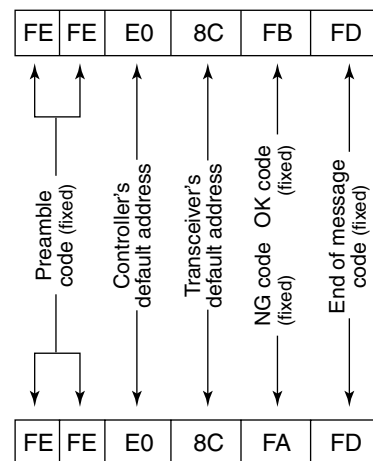 FE FE E0 8C FB FD
Preamble
code (fixed)
Controller's
default address
Transceiver's
default address
OK code
(fixed)
NG code
(fixed)
End of message
code (fixed)
FE FE E0 8C FA FD